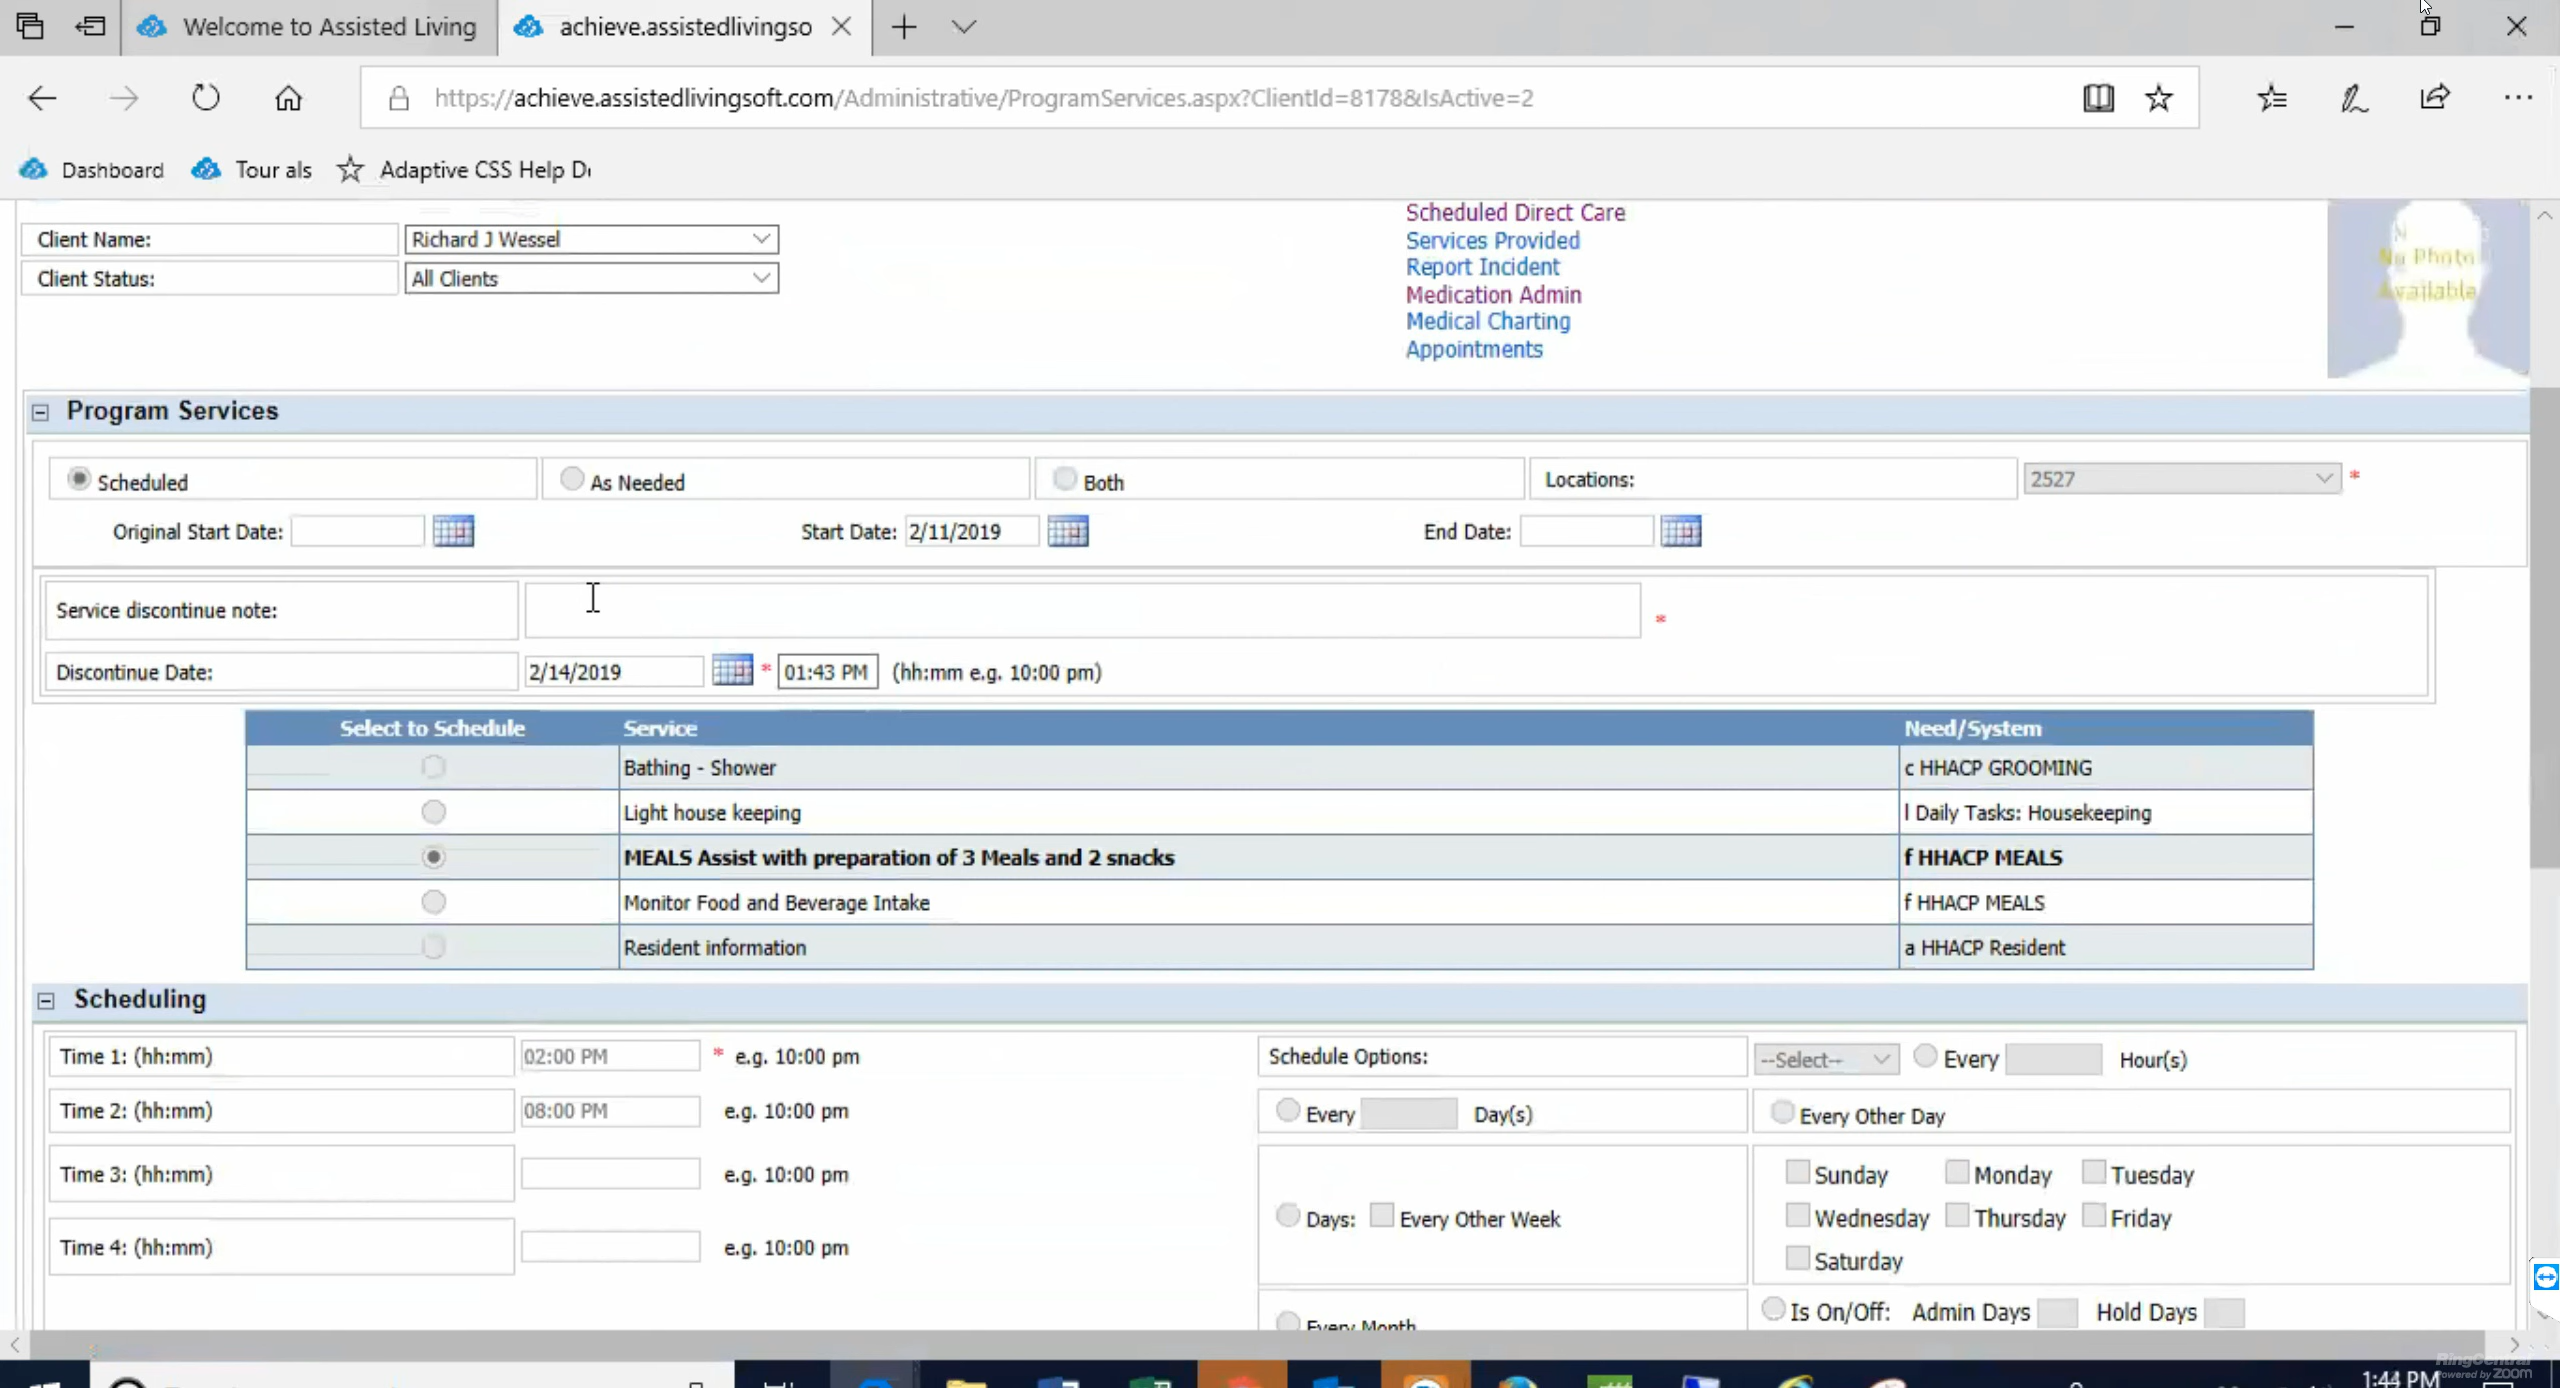 Welcome to Assisted Living
achieve.assistedlivingso
https://achieve.assistedlivingsoft.com/Administrative/ProgramServices.aspx?ClientId=8178&IsActive=2
Dashboard Tour als Adaptive CSS Help D
Client Name: Richard J Wessel
Client Status: All Clients
Scheduled Direct Care
Services Provided
Report Incident
Medication Admin
Medical Charting
Appointments
No Photo
Available
Program Services
Scheduled As Needed Both Locations: 2527 *
Original Start Date: Start Date: 2/11/2019 End Date:
Service discontinue note: *
Discontinue Date: 2/14/2019 * 01:43 PM (hh:mm e.g. 10:00 pm)
Select to Schedule Service Need/System
Bathing - Shower c HHACP GROOMING
Light house keeping l Daily Tasks: Housekeeping
MEALS Assist with preparation of 3 Meals and 2 snacks f HHACP MEALS
Monitor Food and Beverage Intake f HHACP MEALS
Resident information a HHACP Resident
Scheduling
Time 1: (hh:mm) 02:00 PM * e.g. 10:00 pm Schedule Options: --Select-- Every Hour(s)
Time 2: (hh:mm) 08:00 PM e.g. 10:00 pm Every Day(s) Every Other Day
Time 3: (hh:mm) e.g. 10:00 pm
Sunday Monday Tuesday
Days: Every Other Week Wednesday Thursday Friday
Time 4: (hh:mm) e.g. 10:00 pm
Saturday
Every Month Is On/Off: Admin Days Hold Days
RingCentral
Powered by ZOOM
1:44 PM